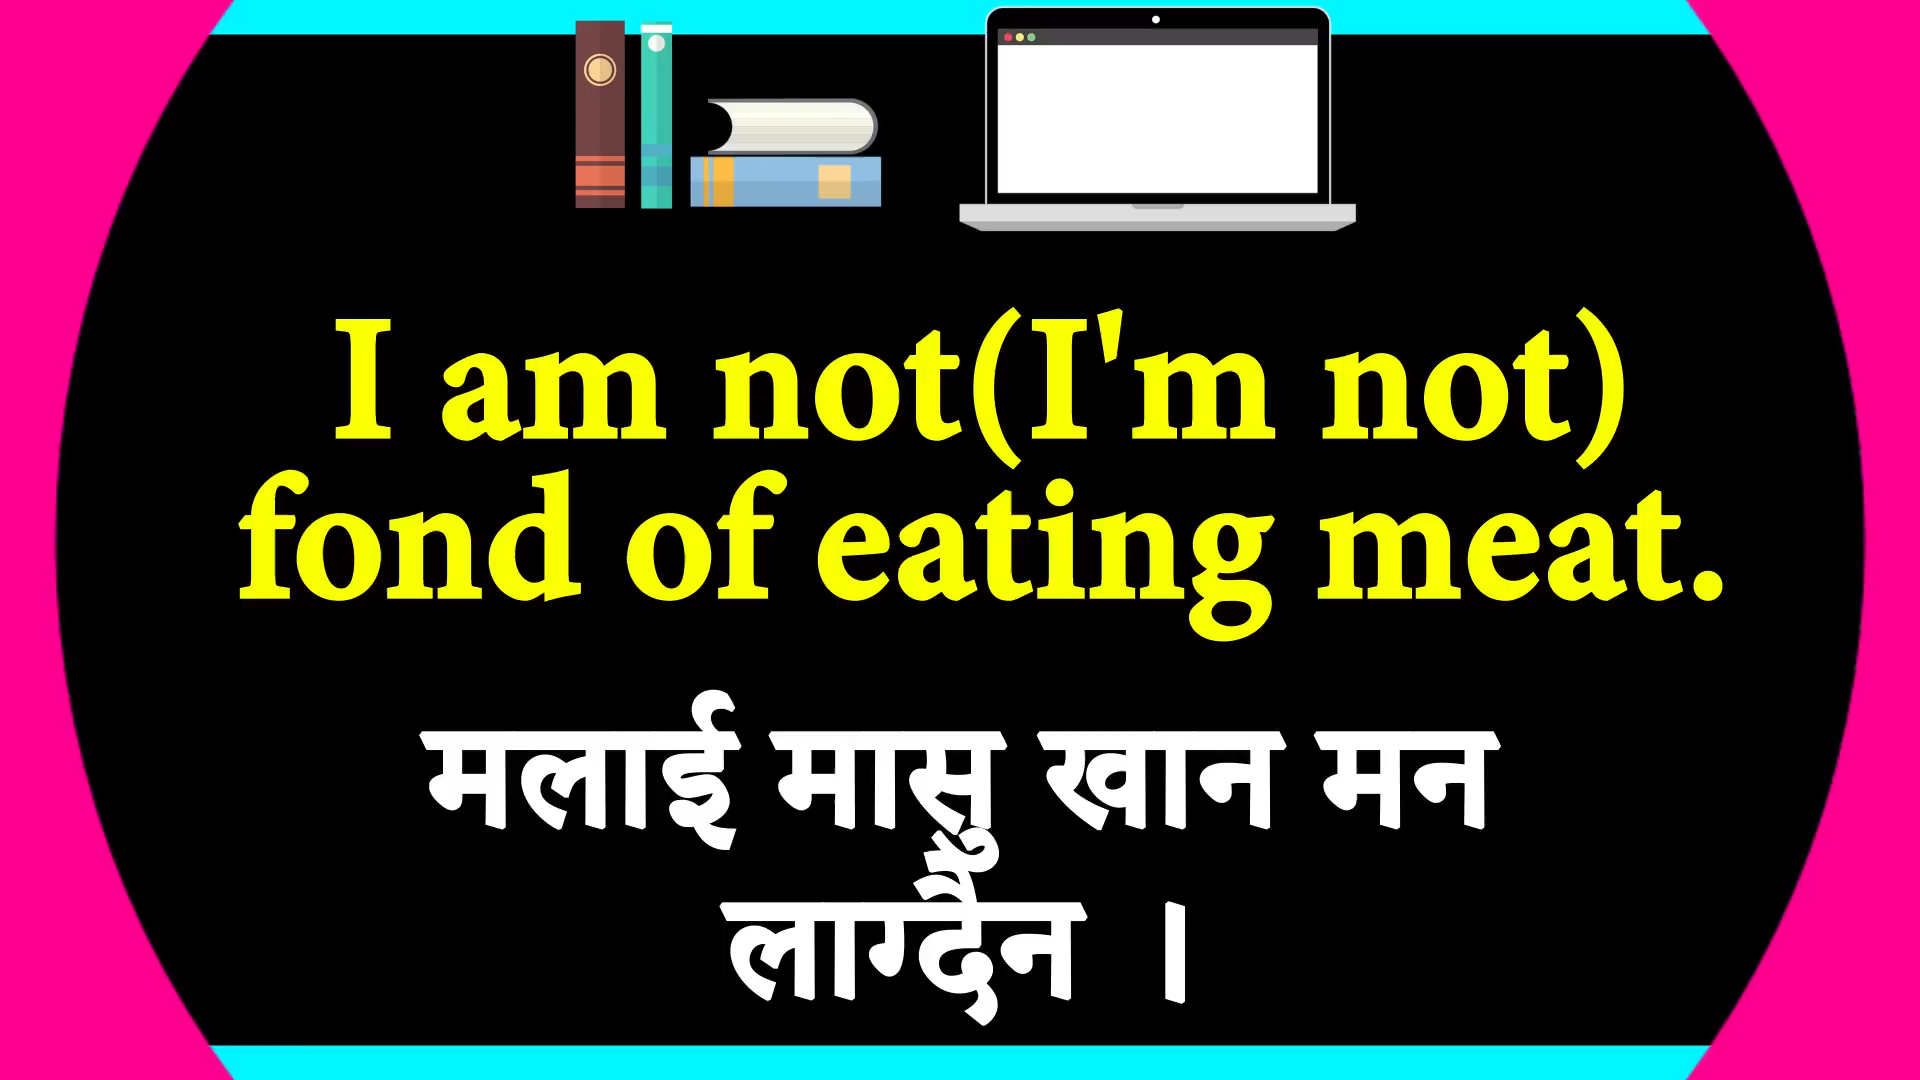 I am not(I'm not)
fond of eating meat.
मलाई मासु खान मन
लाग्दैन ।